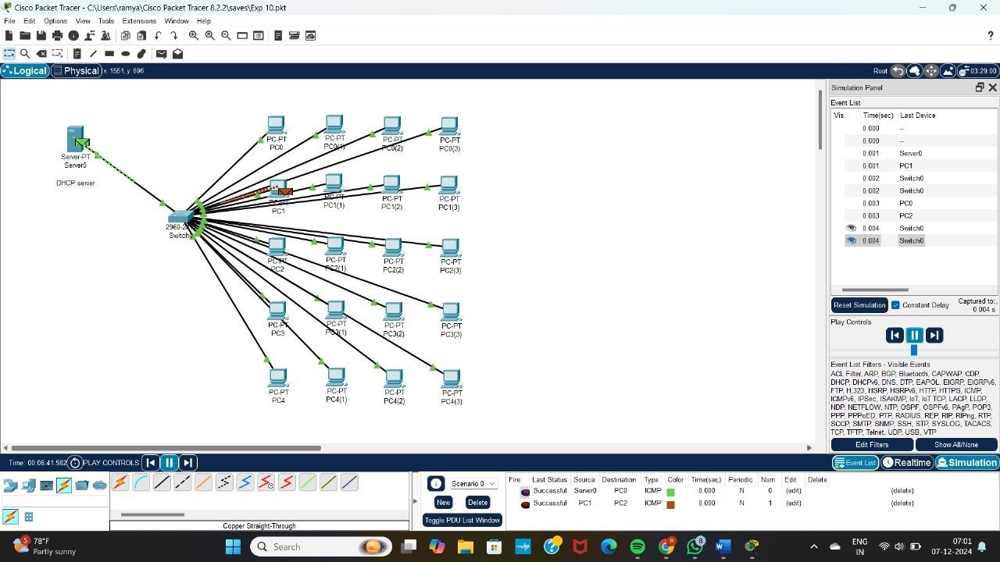 Cisco Packet Tracer - C:\Users\ramya\Cisco Packet Tracer 8.2.2\saves\Exp 10.pkt
File Edit Options View Tools Extensions Window Help
Logical Physical x: 1551, y: 696
Root 03:29:00
Server-PT
Server0
DHCP server
2960-2
Switch
PC-PT
PC0
PC-PT
PC0(1)
PC-PT
PC0(2)
PC-PT
PC0(3)
PC-PT
PC1
PC-PT
PC1(1)
PC-PT
PC1(2)
PC-PT
PC1(3)
PC-PT
PC2
PC-PT
PC2(1)
PC-PT
PC2(2)
PC-PT
PC2(3)
PC-PT
PC3
PC-PT
PC3(1)
PC-PT
PC3(2)
PC-PT
PC3(3)
PC-PT
PC4
PC-PT
PC4(1)
PC-PT
PC4(2)
PC-PT
PC4(3)
Simulation Panel
Event List
Vis. Time(sec) Last Device
0.000 --
0.000 --
0.001 Server0
0.001 PC1
0.002 Switch0
0.002 Switch0
0.003 PC0
0.003 PC2
0.004 Switch0
0.004 Switch0
Reset Simulation Constant Delay Captured to:
0.004 s
Play Controls
Event List Filters - Visible Events
ACL Filter, ARP, BGP, Bluetooth, CAPWAP, CDP,
DHCP, DHCPv6, DNS, DTP, EAPOL, EIGRP, EIGRPv6,
FTP, H.323, HSRP, HSRPv6, HTTP, HTTPS, ICMP,
ICMPv6, IPSec, ISAKMP, IoT, IoT TCP, LACP, LLDP,
NDP, NETFLOW, NTP, OSPF, OSPFv6, PAgP, POP3,
PPP, PPPoED, PTP, RADIUS, REP, RIP, RIPng, RTP,
SCCP, SMTP, SNMP, SSH, STP, SYSLOG, TACACS,
TCP, TFTP, Telnet, UDP, USB, VTP
Edit Filters Show All/None
Time: 00:06:41.982 PLAY CONTROLS:
Event List Realtime Simulation
Copper Straight-Through
Scenario 0
New Delete
Toggle PDU List Window
Fire Last Status Source Destination Type Color Time(sec) Periodic Num Edit Delete
Successful Server0 PC0 ICMP 0.000 N 0 (edit) (delete)
Successful PC1 PC2 ICMP 0.000 N 1 (edit) (delete)
5
78°F
Partly sunny
Search
myhp
8
ENG
IN
07:01
07-12-2024